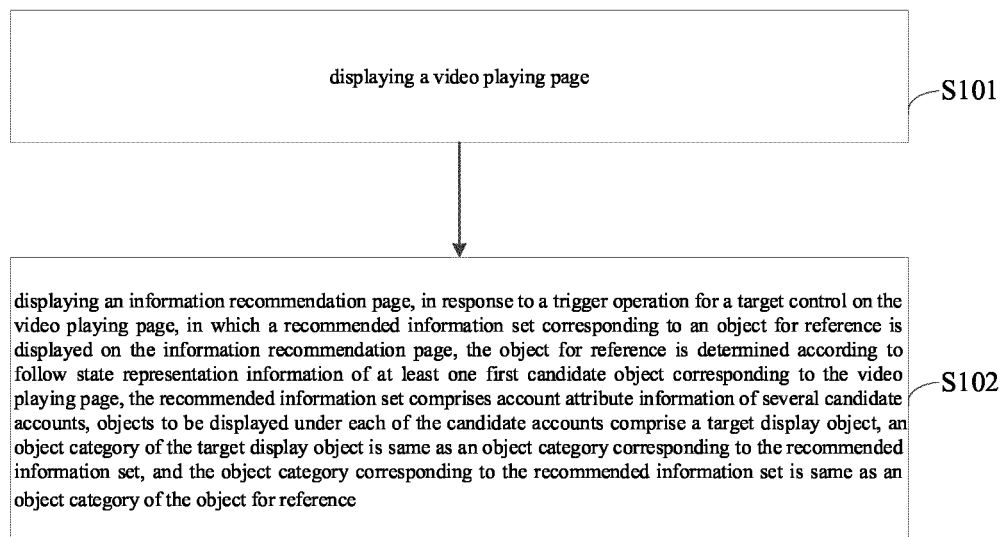 displaying a video playing page
S101
displaying an information recommendation page, in response to a trigger operation for a target control on the
video playing page, in which a recommended information set corresponding to an object for reference is
displayed on the information recommendation page, the object for reference is determined according to
follow state representation information of at least one first candidate object corresponding to the video
playing page, the recommended information set comprises account attribute information of several candidate
accounts, objects to be displayed under each of the candidate accounts comprise a target display object, an
object category of the target display object is same as an object category corresponding to the recommended
information set, and the object category corresponding to the recommended information set is same as an
object category of the object for reference
S102